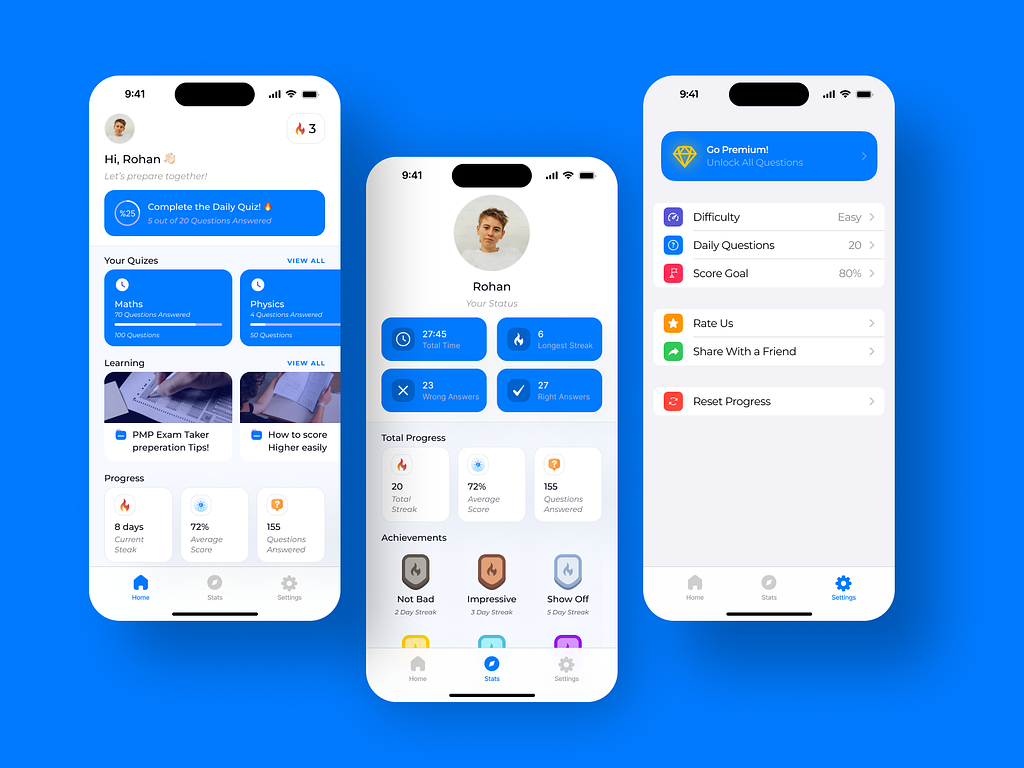 9:41
3
Hi, Rohan 👋🏻
Let's prepare together!
%25
Complete the Daily Quiz! 🔥
5 out of 20 Questions Answered
Your Quizes
VIEW ALL
Maths
70 Questions Answered
100 Questions
Physics
4 Questions Answered
50 Questions
Learning
VIEW ALL
PMP Exam Taker
preperation Tips!
How to score
Higher easily
Progress
8 days
Current
Steak
72%
Average
Score
155
Questions
Answered
Home
Stats
Settings
9:41
Rohan
Your Status
27:45
Total Time
6
Longest Streak
23
Wrong Answers
27
Right Answers
Total Progress
20
Total
Streak
72%
Average
Score
155
Questions
Answered
Achievements
Not Bad
2 Day Streak
Impressive
3 Day Streak
Show Off
5 Day Streak
Home
Stats
Settings
9:41
Go Premium!
Unlock All Questions
Difficulty
Easy
Daily Questions
20
Score Goal
80%
Rate Us
Share With a Friend
Reset Progress
Home
Stats
Settings